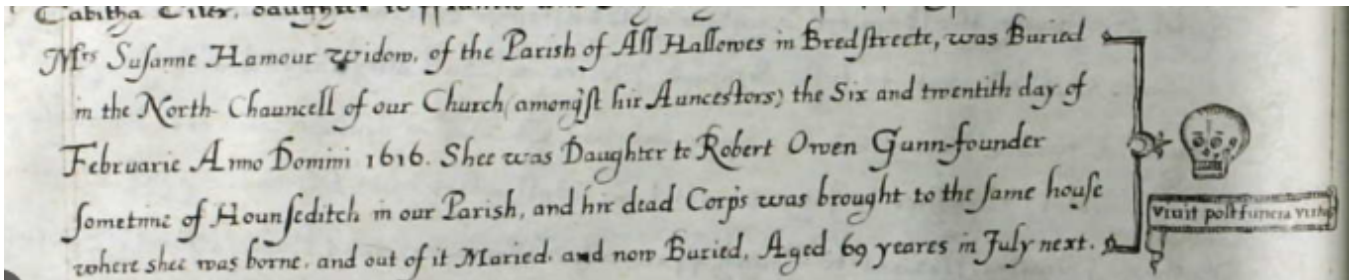 Tabitha
Mrs Susanne Hamour widow, of the Parish of All Hallowes in Bredstreete, was Buried
in the North Chauncell of our Church (amongst hir Auncestors) the Six and twentith day of
Februarie Anno Domini 1616. Shee was Daughter to Robert Owen Gunn-founder
sometime of Hounseditch in our Parish, and hir dead Corps was brought to the same house
where shee was borne, and out of it Maried, and now Buried, Aged 69 yeares in July next.
Vivit post funera virtus